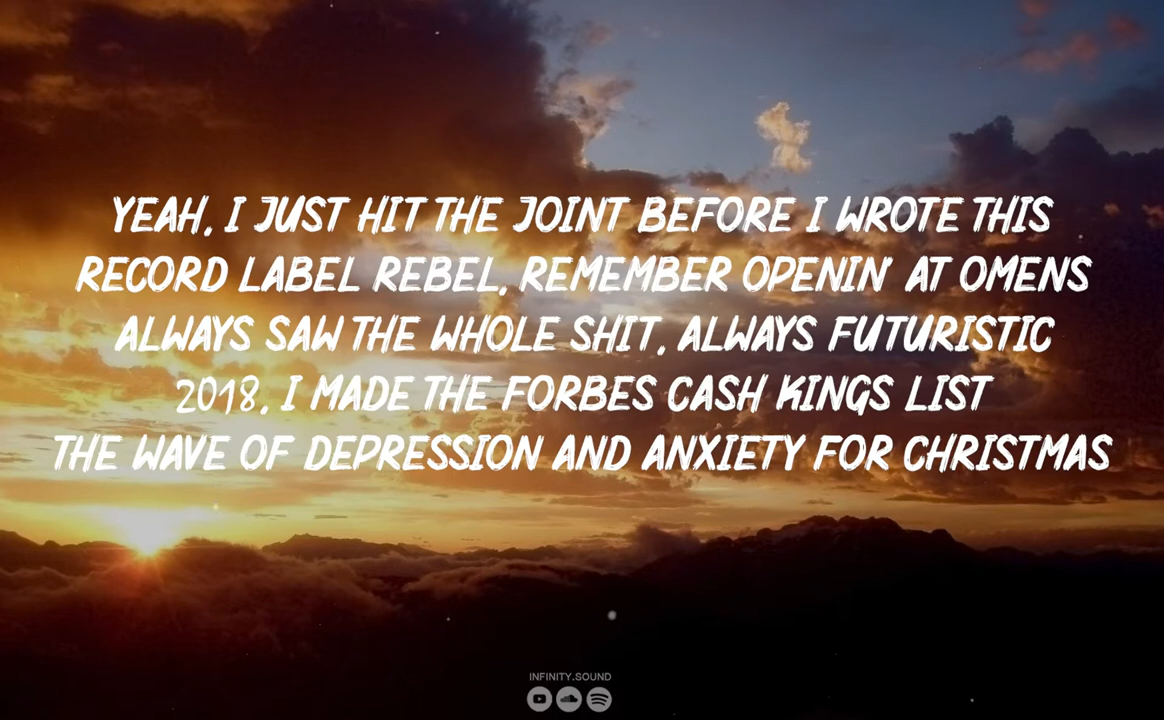 YEAH, I JUST HIT THE JOINT BEFORE I WROTE THIS
RECORD LABEL REBEL, REMEMBER OPENIN' AT OMENS
ALWAYS SAW THE WHOLE SHIT, ALWAYS FUTURISTIC
2018, I MADE THE FORBES CASH KINGS LIST
THE WAVE OF DEPRESSION AND ANXIETY FOR CHRISTMAS
INFINITY.SOUND